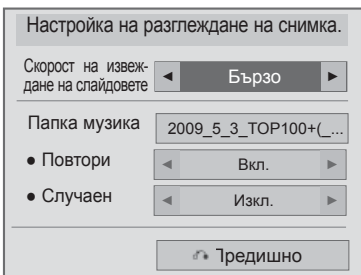 Настройка на разглеждане на снимка.
Скорост на извеж-
дане на слайдовете
◄ Бързо ►
Папка музика 2009_5_3_TOP100+(_...
● Повтори ◄ Вкл. ►
● Случаен ◄ Изкл. ►
Предишно